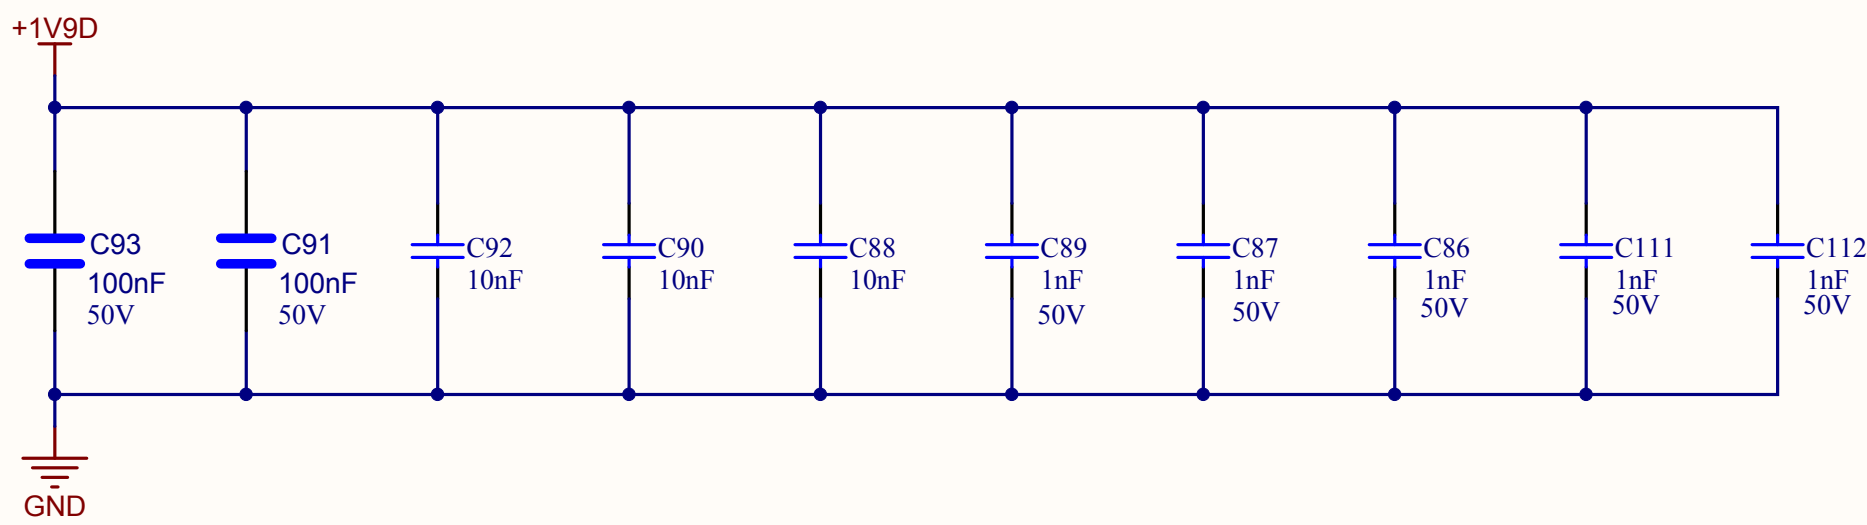 +1V9D
C93
100nF
50V
C91
100nF
50V
C92
10nF
C90
10nF
C88
10nF
C89
1nF
50V
C87
1nF
50V
C86
1nF
50V
C111
1nF
50V
C112
1nF
50V
GND